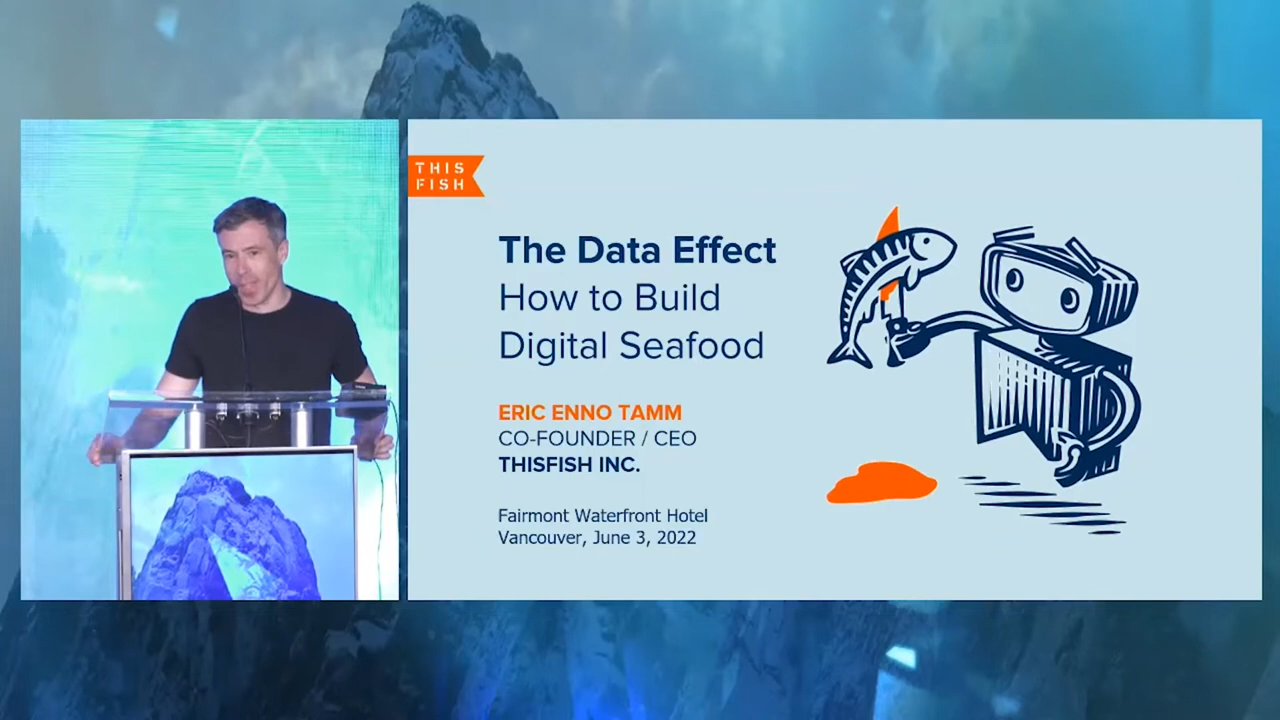 THIS
FISH
The Data Effect
How to Build
Digital Seafood
ERIC ENNO TAMM
CO-FOUNDER / CEO
THISFISH INC.
Fairmont Waterfront Hotel
Vancouver, June 3, 2022